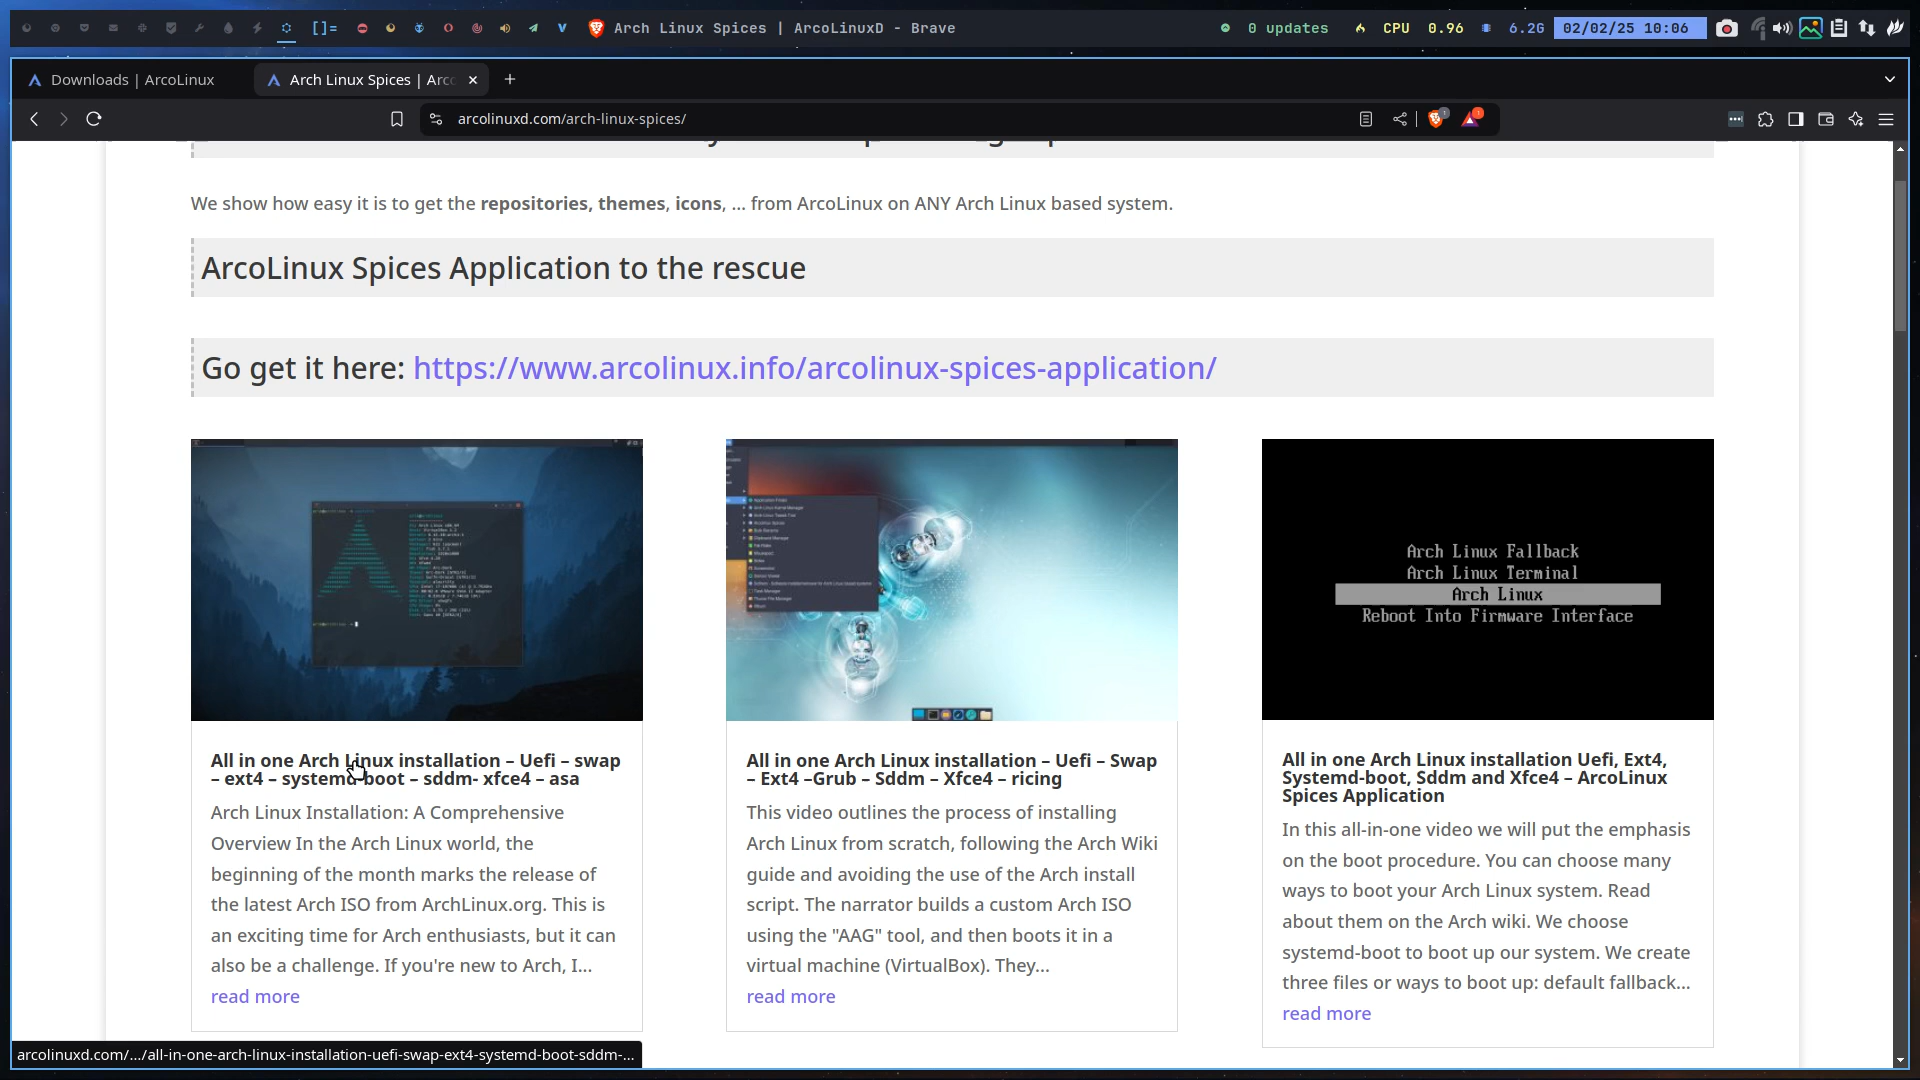 []=
Arch Linux Spices | ArcoLinuxD - Brave
0 updates
CPU 0.96
6.2G
02/02/25 10:06
Downloads | ArcoLinux
Arch Linux Spices | Arc
arcolinuxd.com/arch-linux-spices/
We show how easy it is to get the repositories, themes, icons, ... from ArcoLinux on ANY Arch Linux based system.
ArcoLinux Spices Application to the rescue
Go get it here: https://www.arcolinux.info/arcolinux-spices-application/
Arch Linux Fallback
Arch Linux Terminal
Arch Linux
Reboot Into Firmware Interface
All in one Arch Linux installation – Uefi – swap
– ext4 – systemd-boot – sddm- xfce4 – asa
Arch Linux Installation: A Comprehensive
Overview In the Arch Linux world, the
beginning of the month marks the release of
the latest Arch ISO from ArchLinux.org. This is
an exciting time for Arch enthusiasts, but it can
also be a challenge. If you're new to Arch, I...
read more
All in one Arch Linux installation – Uefi – Swap
– Ext4 –Grub – Sddm – Xfce4 – ricing
This video outlines the process of installing
Arch Linux from scratch, following the Arch Wiki
guide and avoiding the use of the Arch install
script. The narrator builds a custom Arch ISO
using the "AAG" tool, and then boots it in a
virtual machine (VirtualBox). They...
read more
All in one Arch Linux installation Uefi, Ext4,
Systemd-boot, Sddm and Xfce4 – ArcoLinux
Spices Application
In this all-in-one video we will put the emphasis
on the boot procedure. You can choose many
ways to boot your Arch Linux system. Read
about them on the Arch wiki. We choose
systemd-boot to boot up our system. We create
three files or ways to boot up: default fallback...
read more
arcolinuxd.com/.../all-in-one-arch-linux-installation-uefi-swap-ext4-systemd-boot-sddm-...